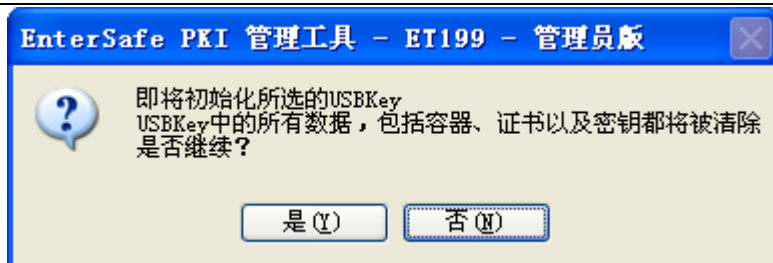 EnterSafe PKI 管理工具 - ET199 - 管理员版
即将初始化所选的USBKey
USBKey中的所有数据，包括容器、证书以及密钥都将被清除
是否继续？
是(Y)
否(N)